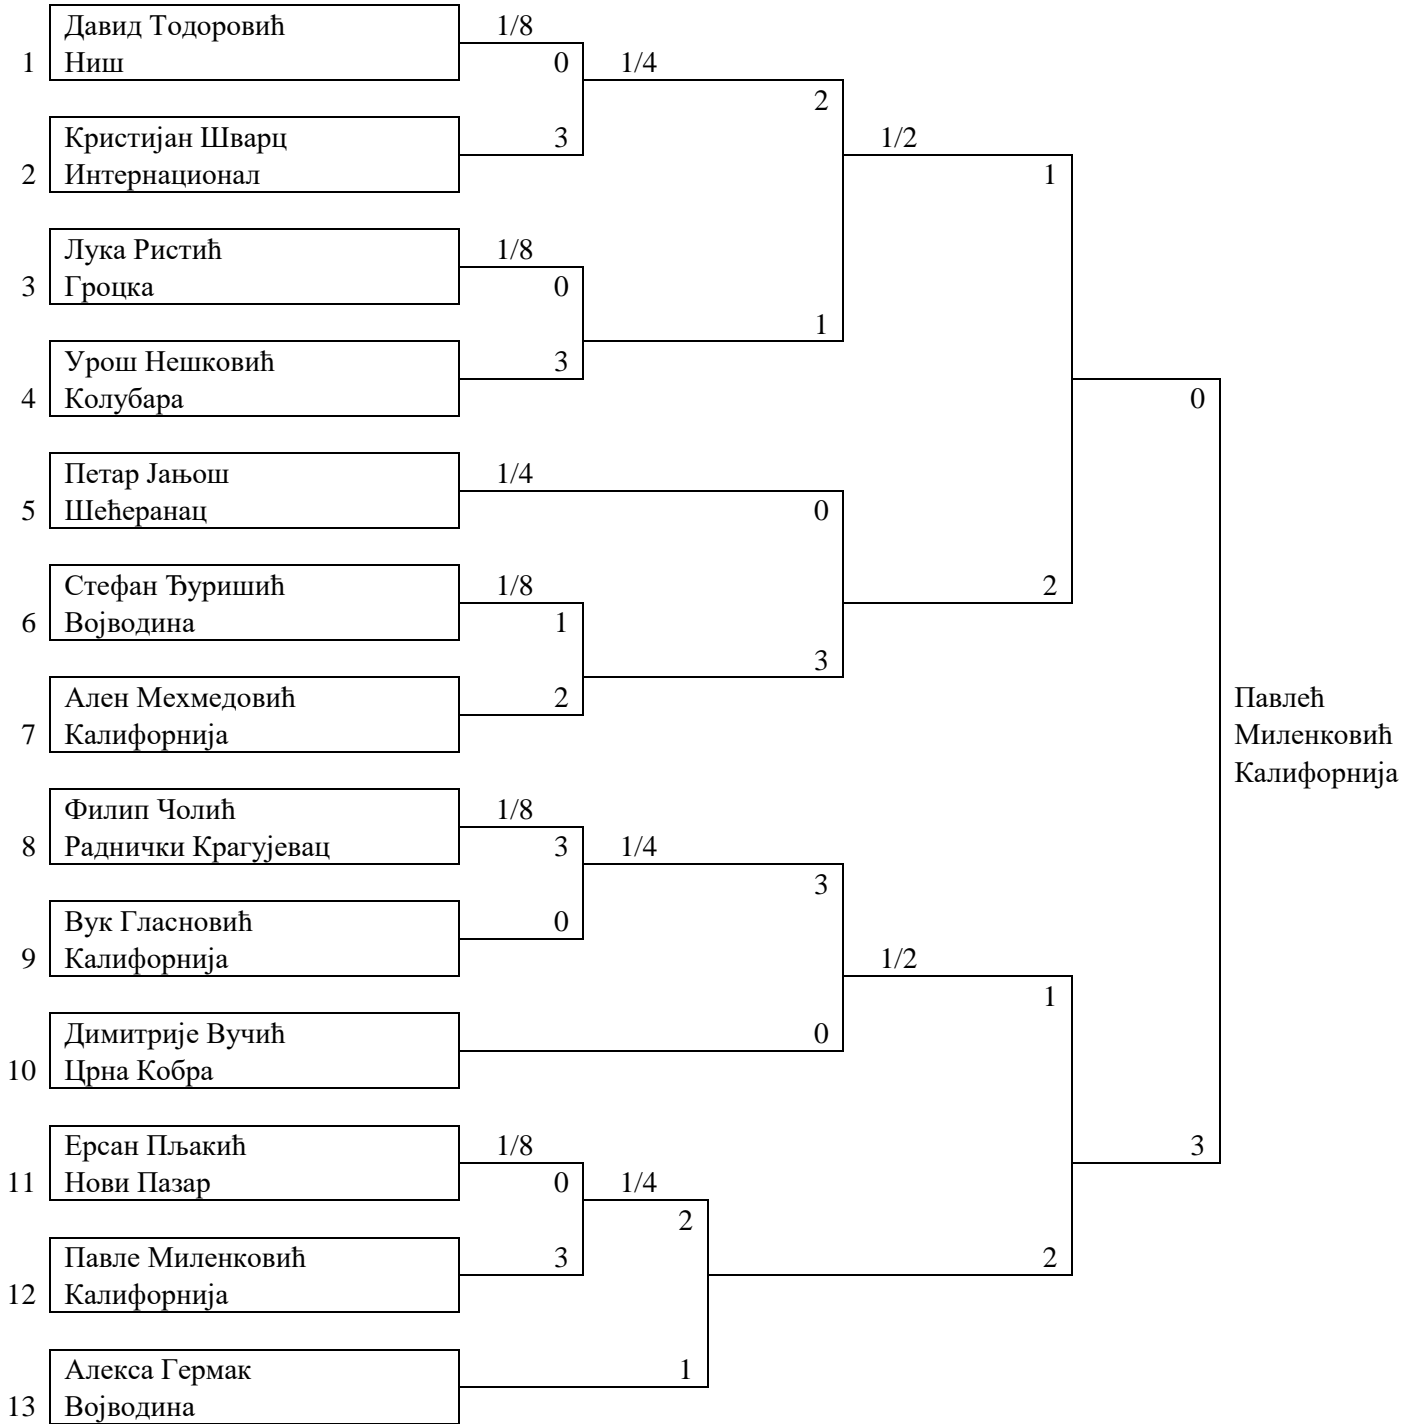 Давид Тодоровић
1/8
1
Ниш
0
1/4
2
Кристијан Шварц
3
1/2
2
Интернационал
1
Лука Ристић
1/8
3
Гроцка
0
1
Урош Нешковић
3
4
Колубара
0
Петар Јањош
1/4
5
Шећеранац
0
Стефан Ђуришић
1/8
2
6
Војводина
1
3
Ален Мехмедовић
2
7
Калифорнија
Павлећ
Миленковић
Калифорнија
Филип Чолић
1/8
8
Раднички Крагујевац
3
1/4
3
Вук Гласновић
0
9
Калифорнија
1/2
1
Димитрије Вучић
0
10
Црна Кобра
Ерсан Пљакић
1/8
3
11
Нови Пазар
0
1/4
2
Павле Миленковић
3
2
12
Калифорнија
Алекса Гермак
1
13
Војводина